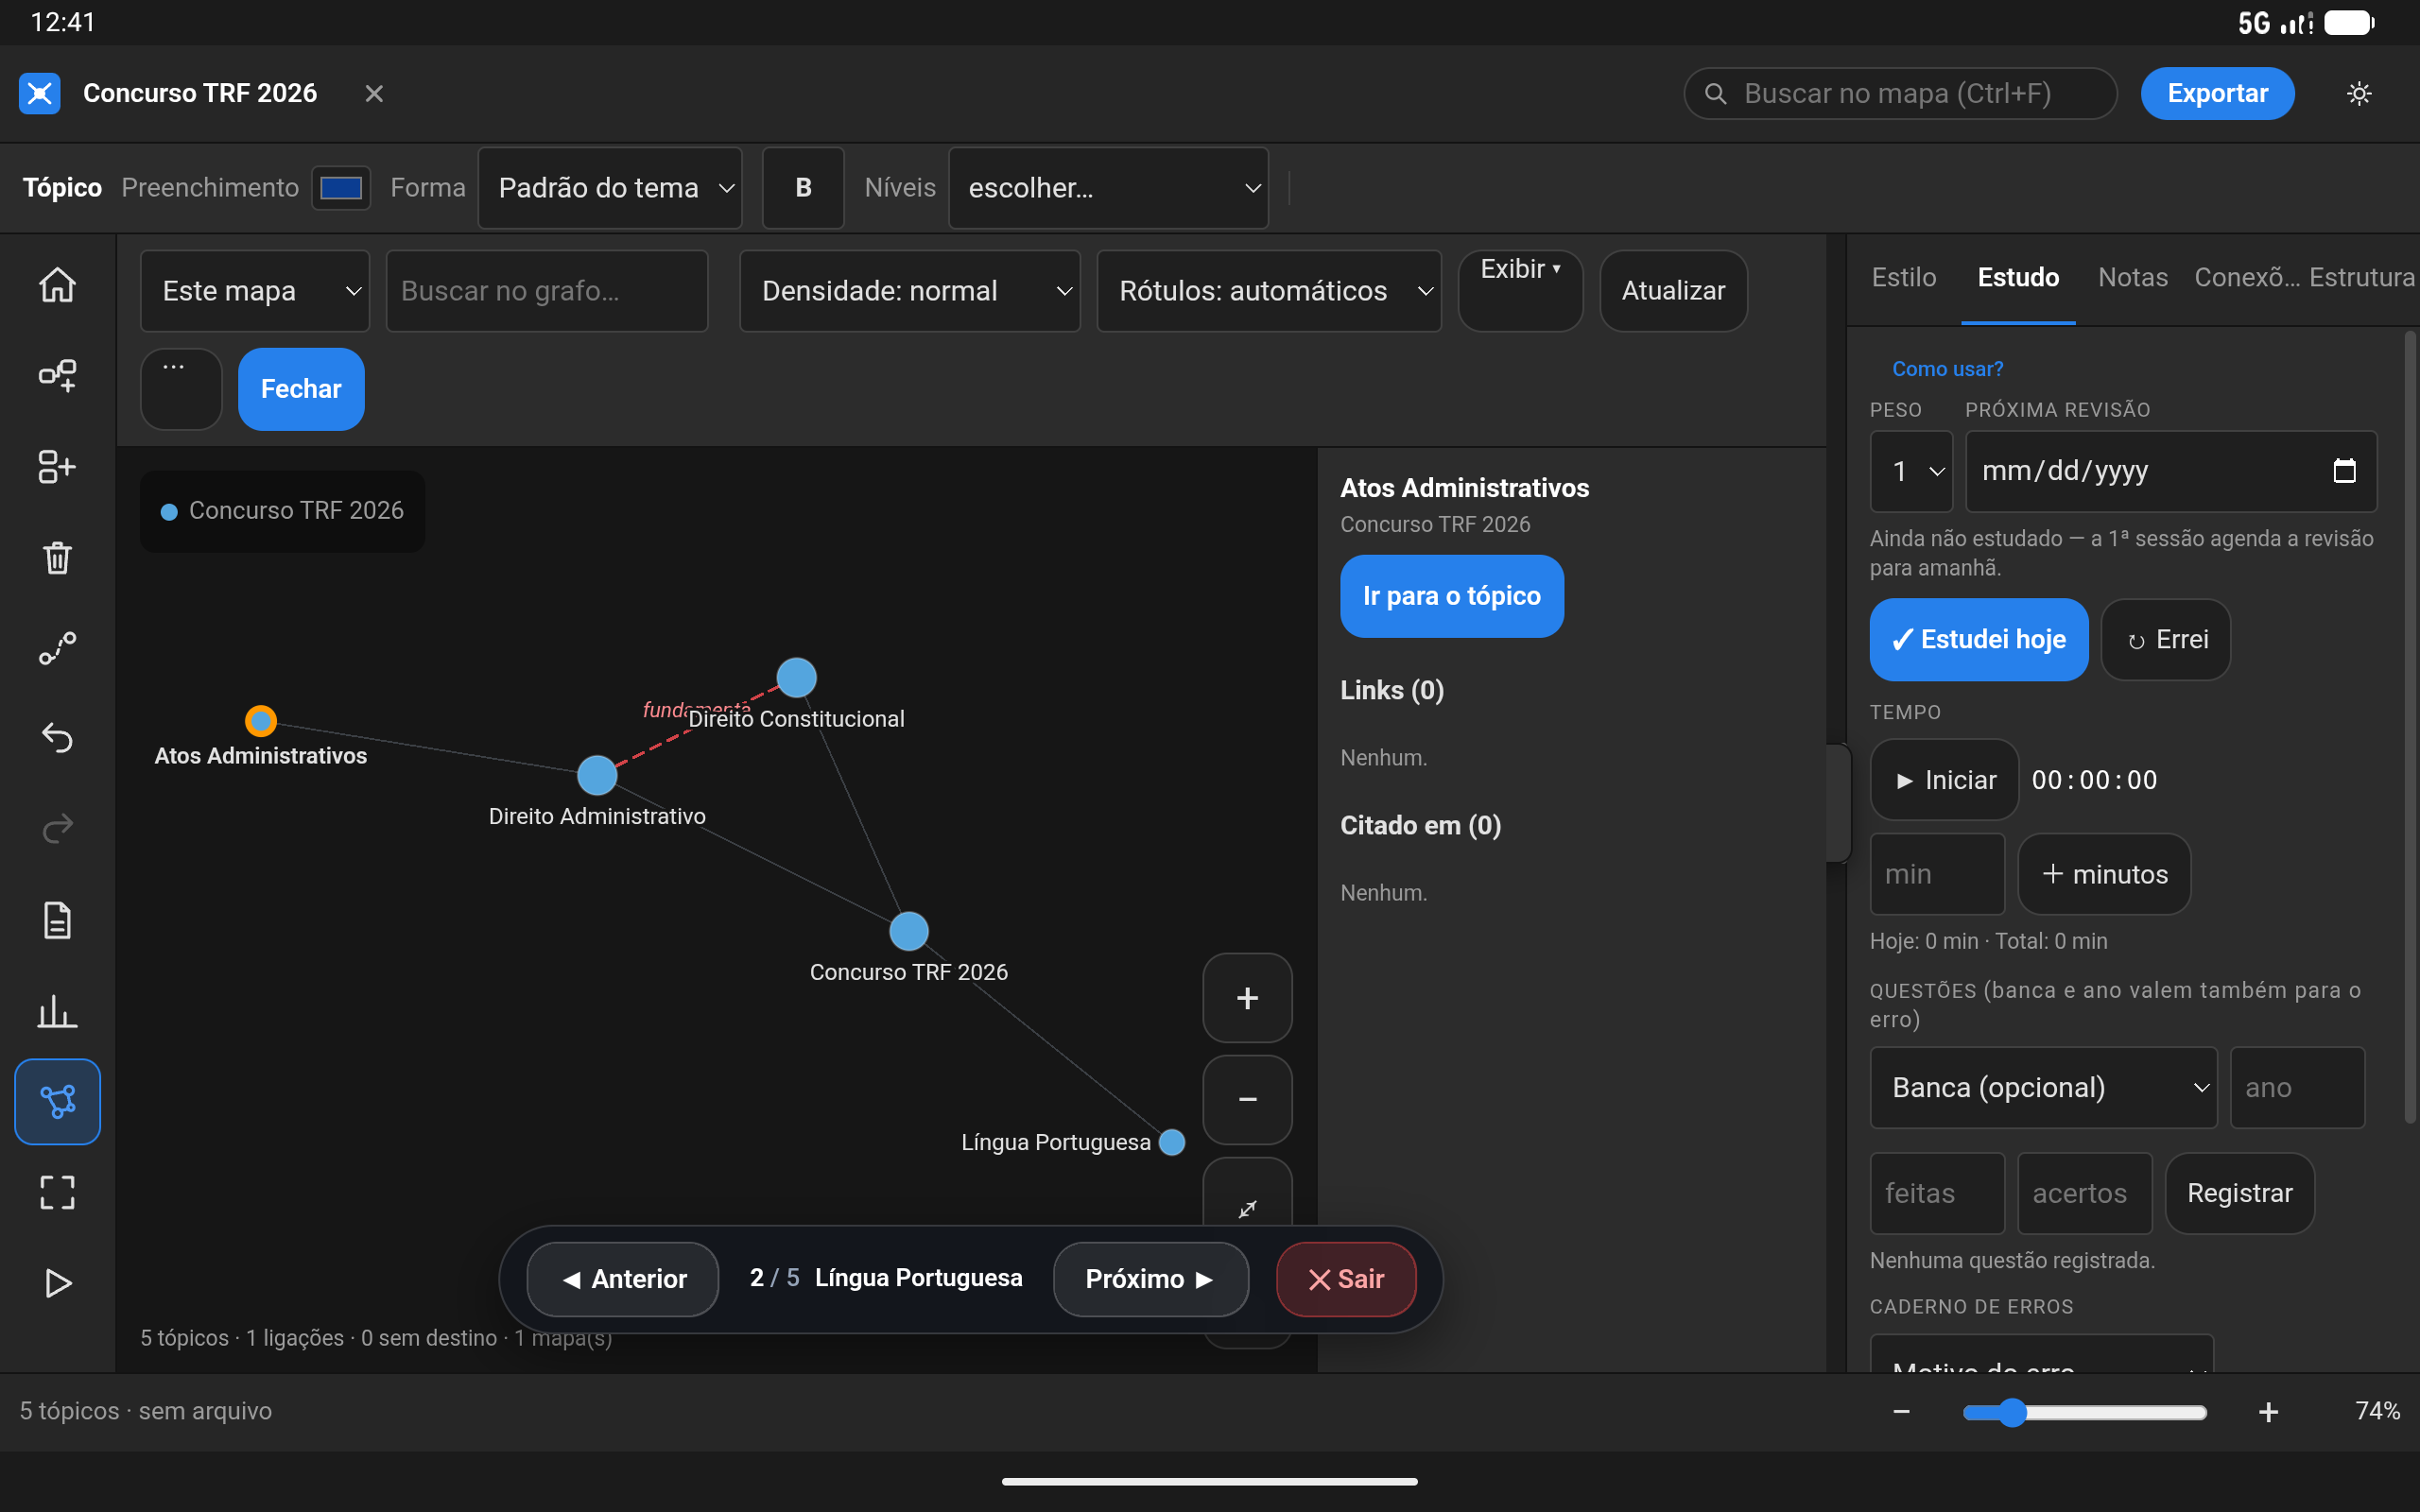 12:41
5G
Concurso TRF 2026
Buscar no mapa (Ctrl+F)
Exportar
Tópico Preenchimento Forma Padrão do tema B Níveis escolher...
Este mapa Buscar no grafo... Densidade: normal Rótulos: automáticos Exibir ▾ Atualizar
... Fechar
Concurso TRF 2026
fundamenta
Direito Constitucional
Atos Administrativos
Direito Administrativo
Concurso TRF 2026
Língua Portuguesa
+
−
◀ Anterior 2 / 5 Língua Portuguesa Próximo ▶ ✕ Sair
5 tópicos · 1 ligações · 0 sem destino · 1 mapa(s)
Atos Administrativos
Concurso TRF 2026
Ir para o tópico
Links (0)
Nenhum.
Citado em (0)
Nenhum.
Estilo Estudo Notas Conexõ... Estrutura
Como usar?
PESO PRÓXIMA REVISÃO
1 mm/dd/yyyy
Ainda não estudado — a 1ª sessão agenda a revisão
para amanhã.
✓ Estudei hoje ↻ Errei
TEMPO
▶ Iniciar 00:00:00
min + minutos
Hoje: 0 min · Total: 0 min
QUESTÕES (banca e ano valem também para o
erro)
Banca (opcional) ano
feitas acertos Registrar
Nenhuma questão registrada.
CADERNO DE ERROS
Motivo do erro
5 tópicos · sem arquivo
− + 74%